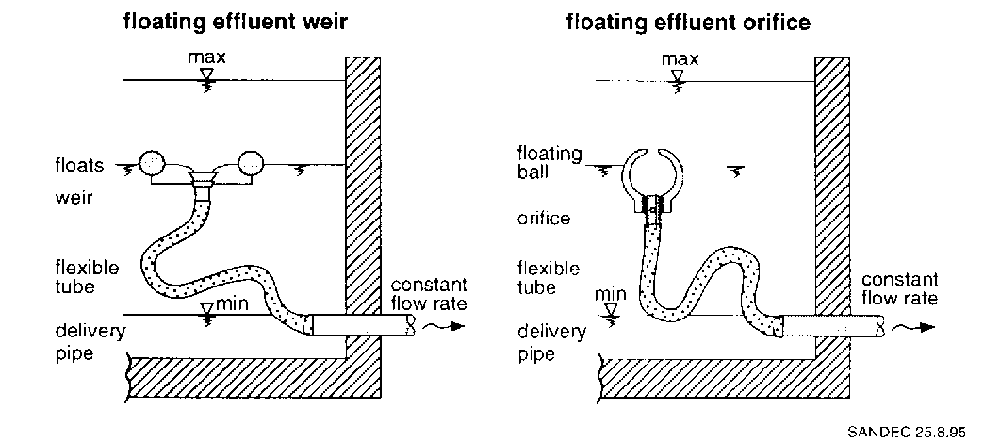 floating effluent weir
max
floats
weir
flexible
tube
min
constant
flow rate
delivery
pipe
floating effluent orifice
max
floating
ball
orifice
flexible
tube
min
constant
flow rate
delivery
pipe
SANDEC 25.8.95